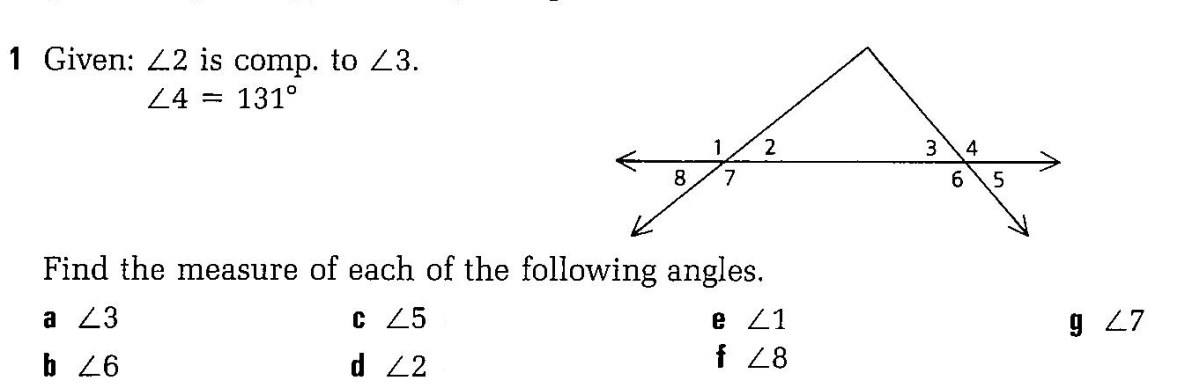 1 Given: ∠2 is comp. to ∠3.
∠4 = 131°
1 2 3 4
8 7 6 5
Find the measure of each of the following angles.
a ∠3 c ∠5 e ∠1 g ∠7
b ∠6 d ∠2 f ∠8